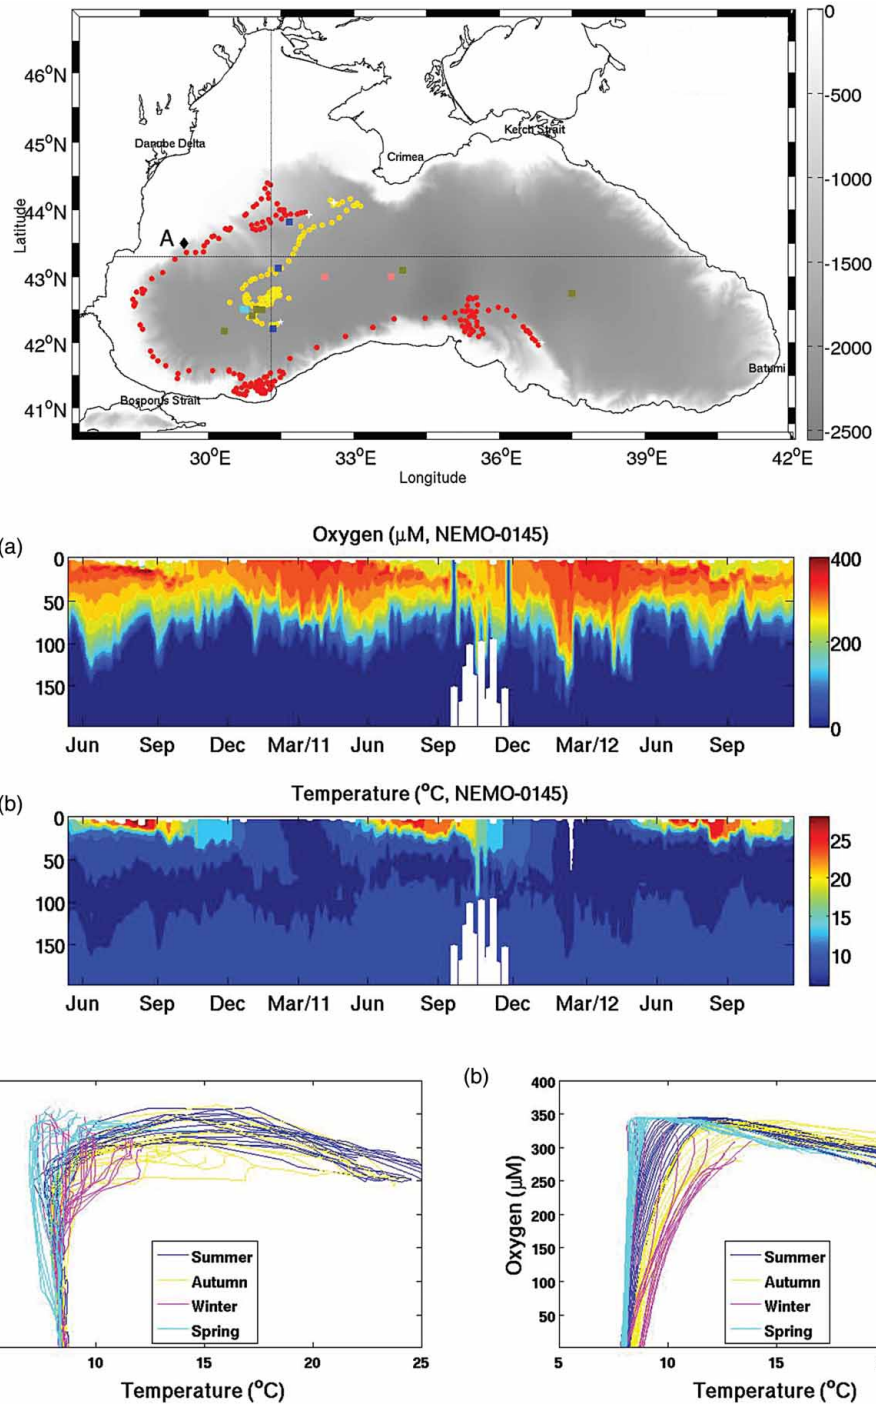 46°N
45°N
44°N
43°N
42°N
41°N
Latitude
Danube Delta
Crimea
Kerch Strait
A
Bosporus Strait
Batumi
30°E 33°E 36°E 39°E 42°E
Longitude
0
-500
-1000
-1500
-2000
-2500
(a)
Oxygen (μM, NEMO-0145)
0
50
100
150
400
200
0
Jun Sep Dec Mar/11 Jun Sep Dec Mar/12 Jun Sep
(b)
Temperature (°C, NEMO-0145)
0
50
100
150
25
20
15
10
Jun Sep Dec Mar/11 Jun Sep Dec Mar/12 Jun Sep
Summer
Autumn
Winter
Spring
10 15 20 25
Temperature (°C)
(b)
Oxygen (μM)
400
350
300
250
200
150
100
50
Summer
Autumn
Winter
Spring
5 10 15
Temperature (°C)